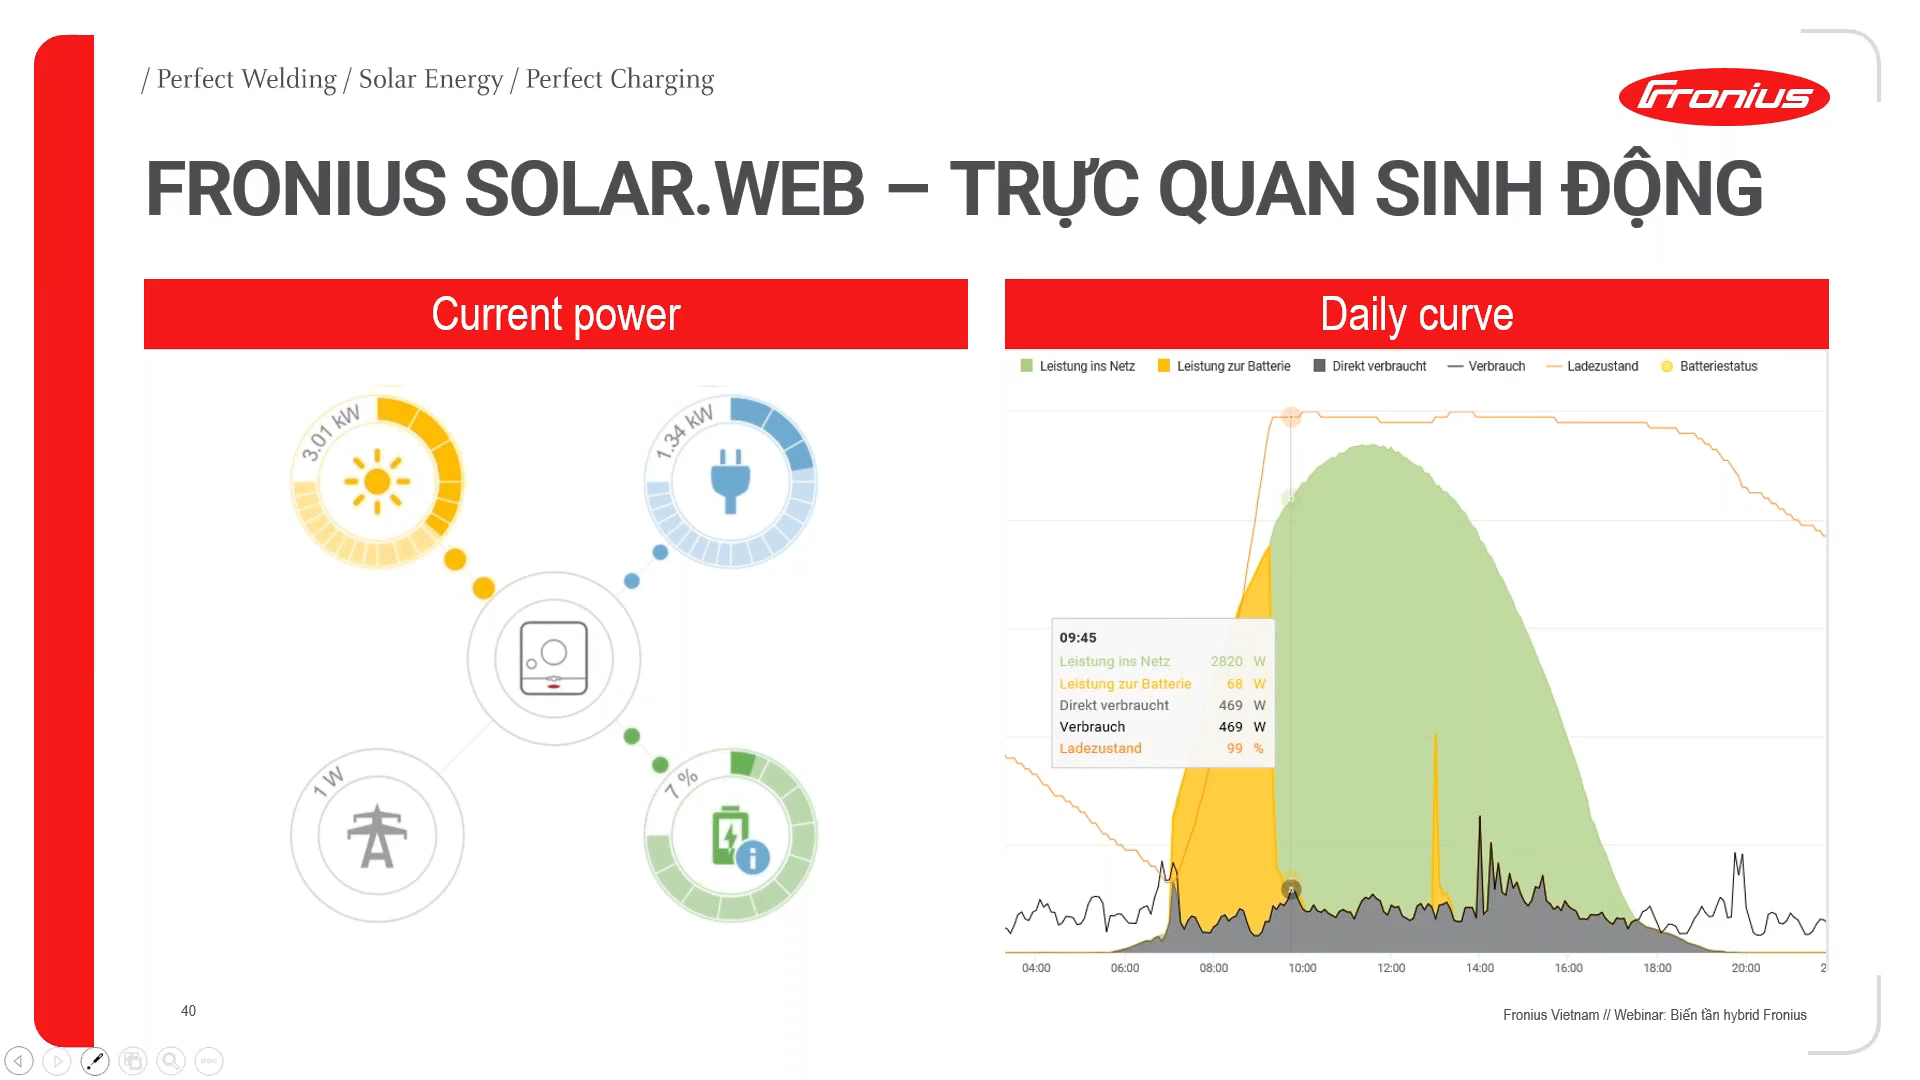 / Perfect Welding / Solar Energy / Perfect Charging
Fronius
FRONIUS SOLAR.WEB – TRỰC QUAN SINH ĐỘNG
Current power
3.01 kW
1.34 kW
1 W
7 %
Daily curve
Leistung ins Netz Leistung zur Batterie Direkt verbraucht Verbrauch Ladezustand Batteriestatus
09:45
Leistung ins Netz 2820 W
Leistung zur Batterie 68 W
Direkt verbraucht 469 W
Verbrauch 469 W
Ladezustand 99 %
04:00 06:00 08:00 10:00 12:00 14:00 16:00 18:00 20:00 2
40
Fronius Vietnam // Webinar: Biến tần hybrid Fronius